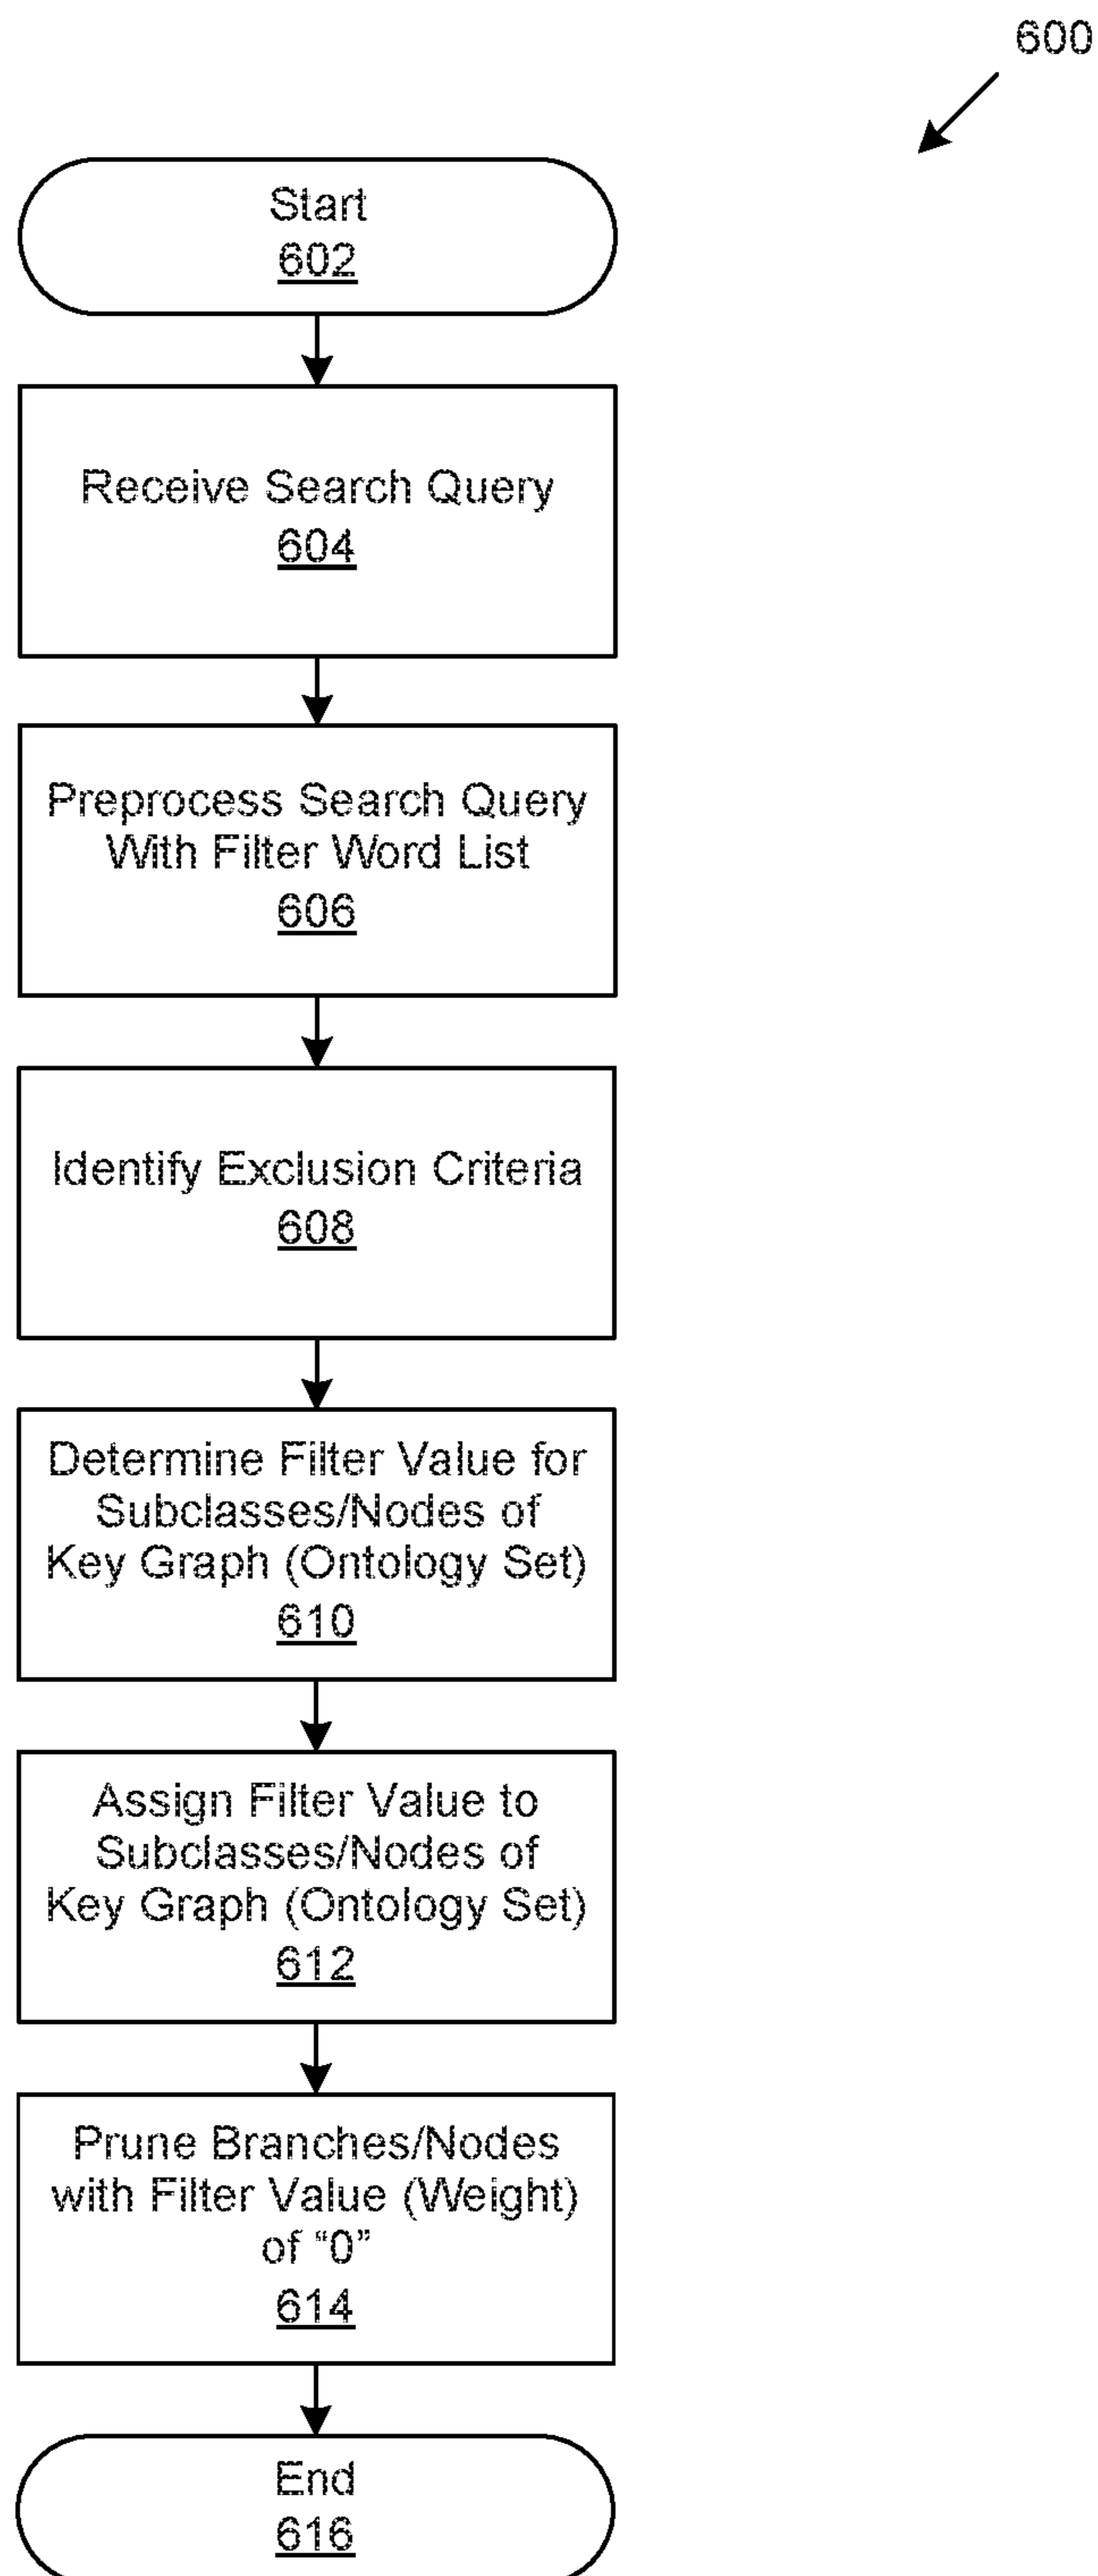 600
Start
602
Receive Search Query
604
Preprocess Search Query
With Filter Word List
606
Identify Exclusion Criteria
608
Determine Filter Value for
Subclasses/Nodes of
Key Graph (Ontology Set)
610
Assign Filter Value to
Subclasses/Nodes of
Key Graph (Ontology Set)
612
Prune Branches/Nodes
with Filter Value (Weight)
of “0”
614
End
616